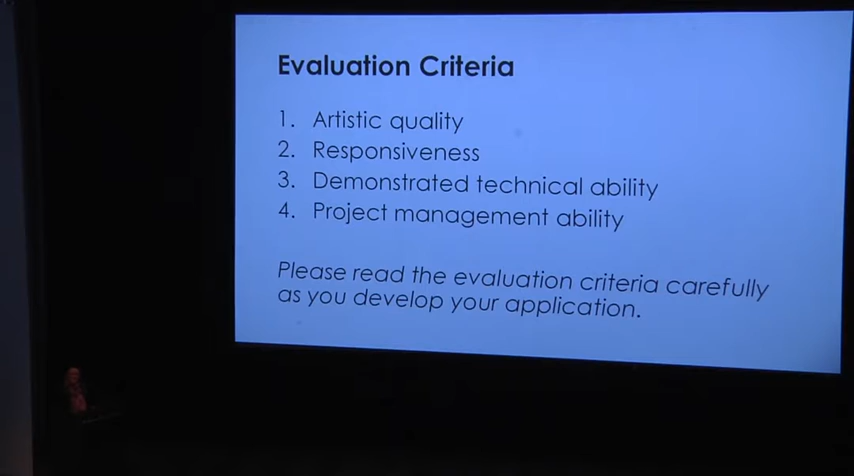 Evaluation Criteria
1. Artistic quality
2. Responsiveness
3. Demonstrated technical ability
4. Project management ability
Please read the evaluation criteria carefully
as you develop your application.